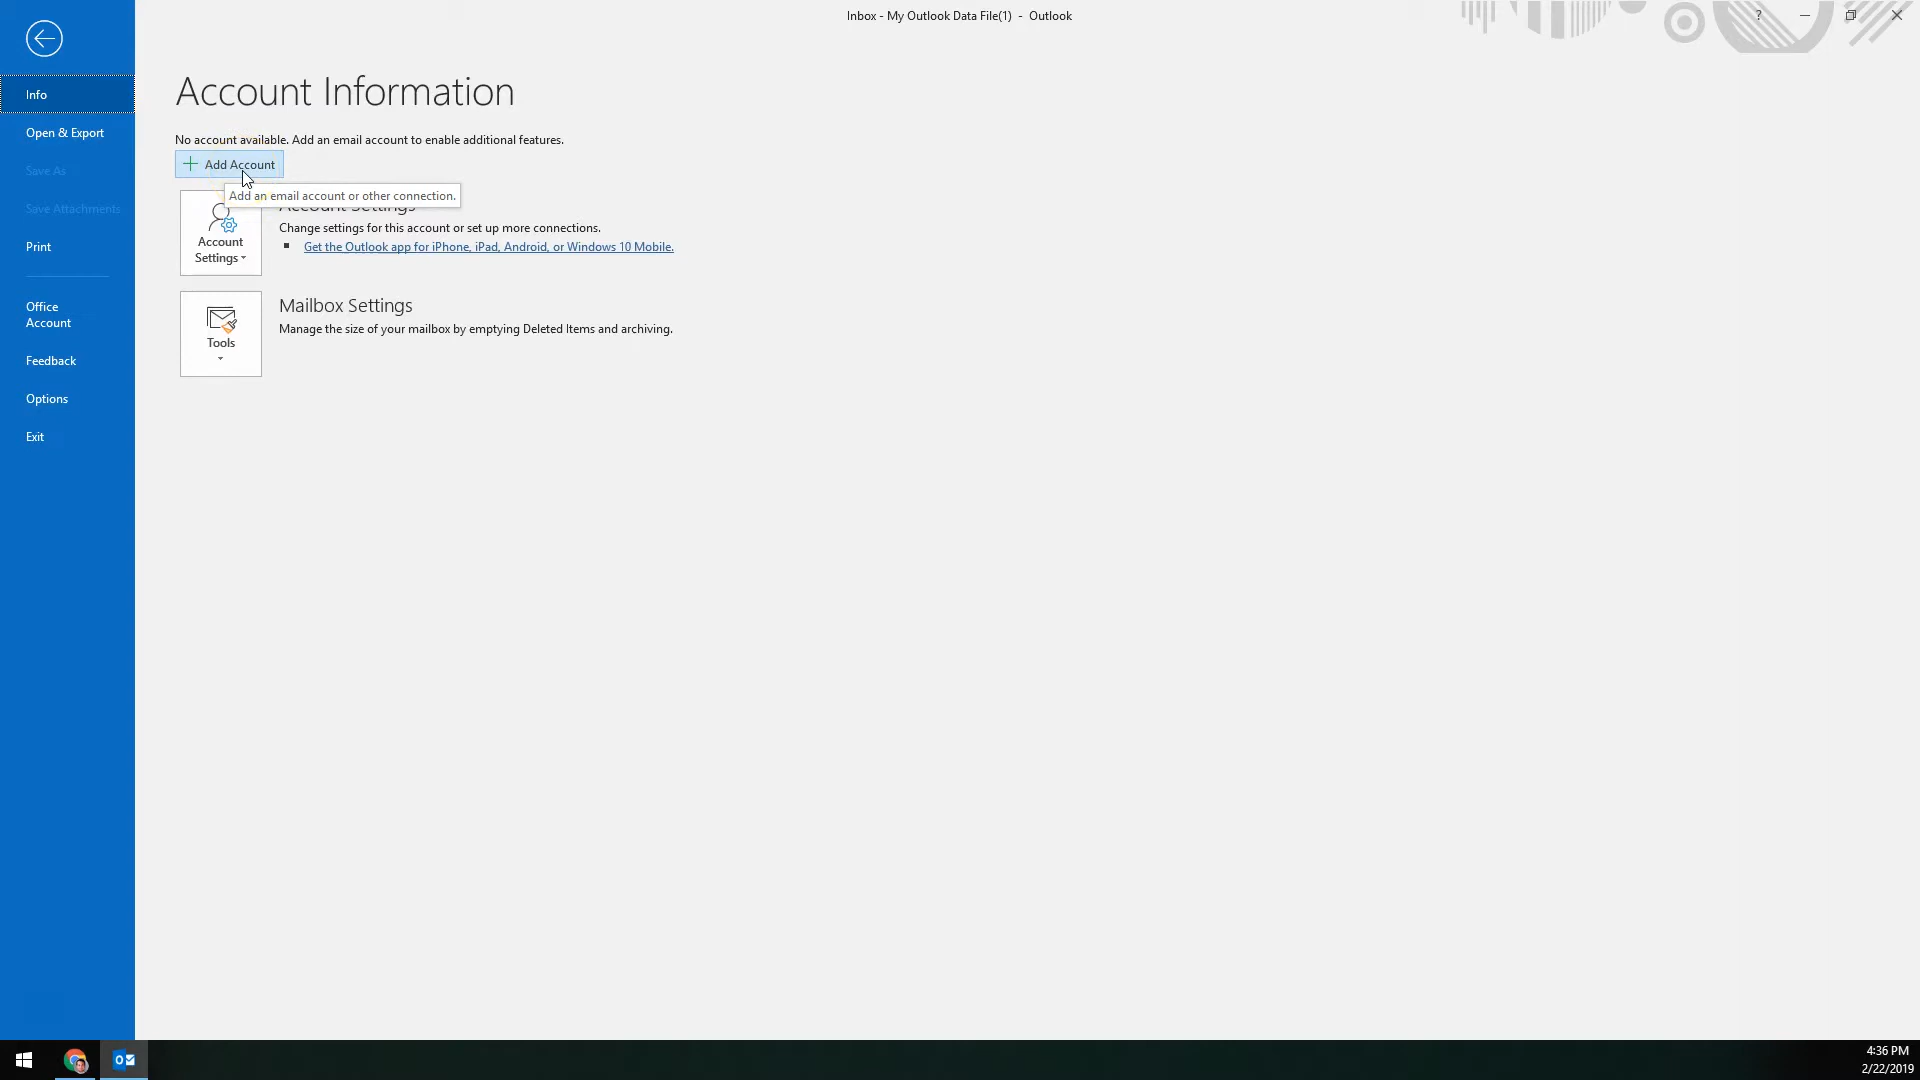 Inbox - My Outlook Data File(1) - Outlook
?
Info
Open & Export
Save As
Save Attachments
Print
Office
Account
Feedback
Options
Exit
Account Information
No account available. Add an email account to enable additional features.
Add Account
Add an email account or other connection.
Account Settings
Change settings for this account or set up more connections.
Get the Outlook app for iPhone, iPad, Android, or Windows 10 Mobile.
Account
Settings
Mailbox Settings
Manage the size of your mailbox by emptying Deleted Items and archiving.
Tools
4:36 PM
2/22/2019